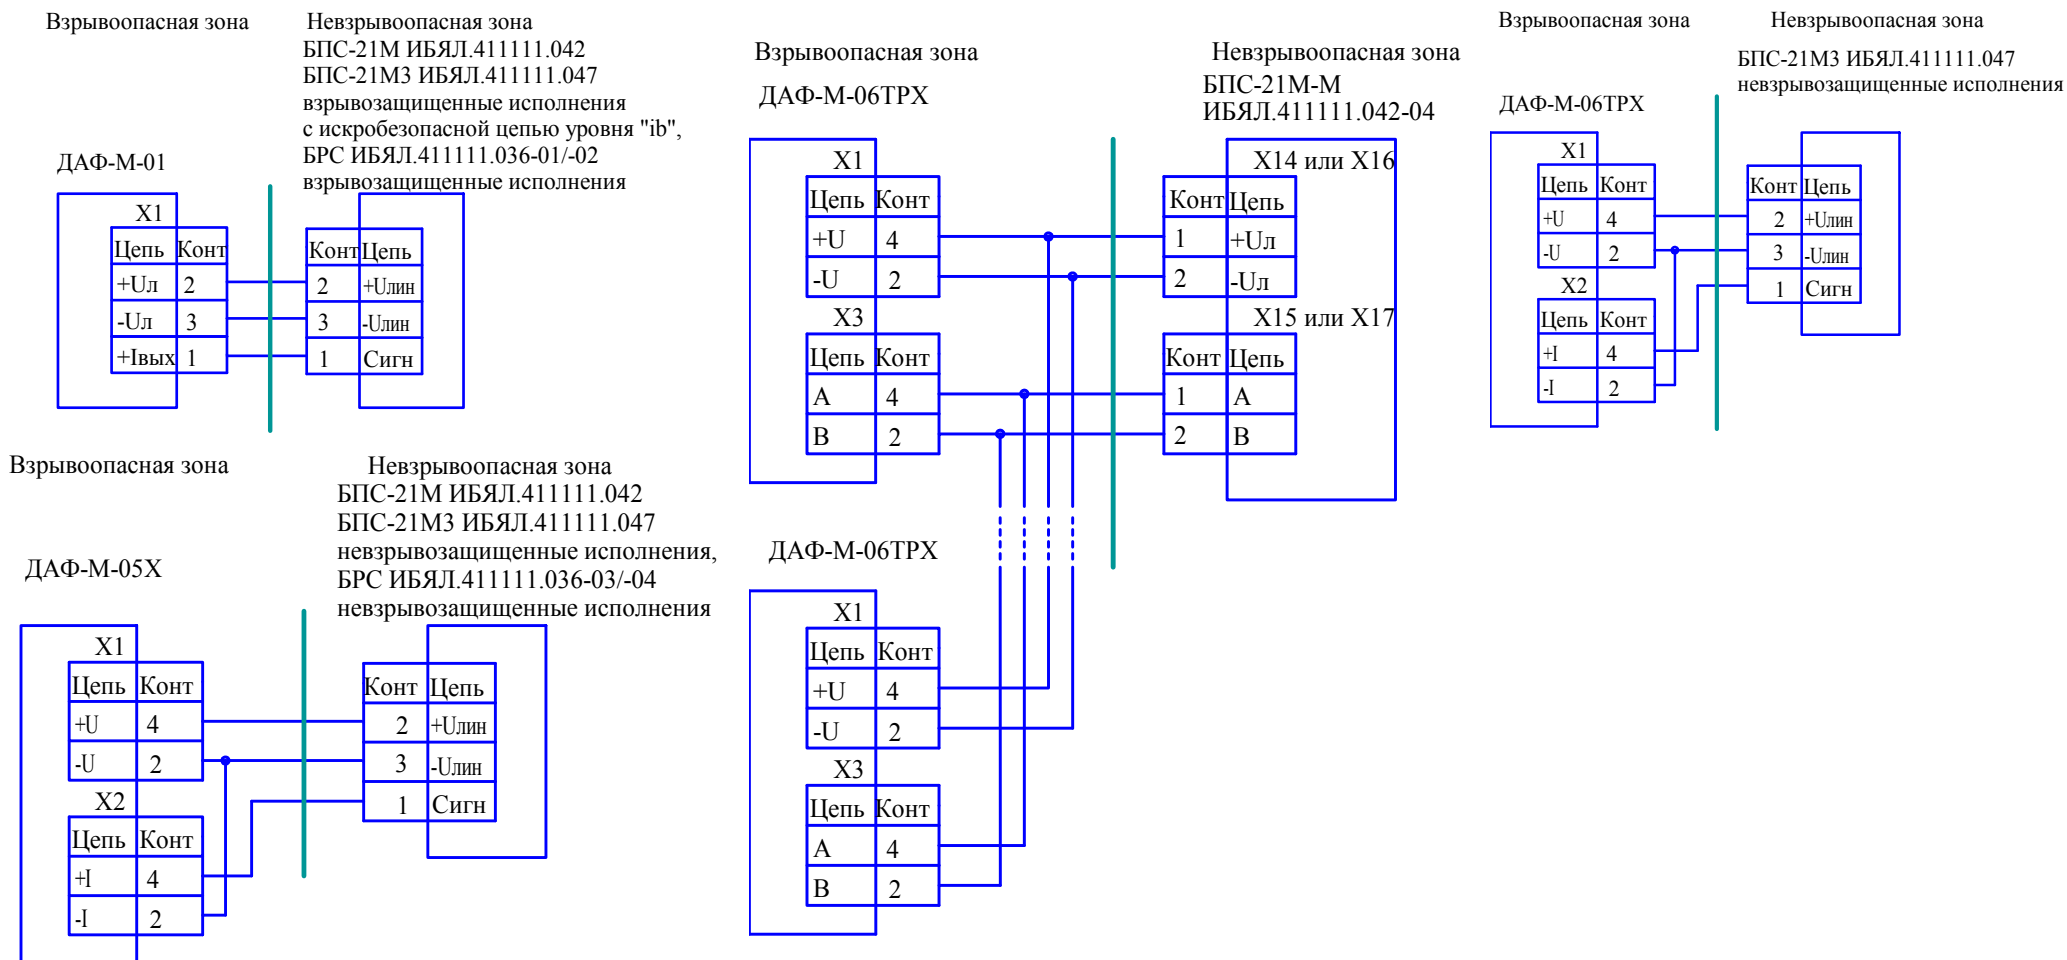 Взрывоопасная зона
Невзрывоопасная зона
БПС-21М ИБЯЛ.411111.042
БПС-21М3 ИБЯЛ.411111.047
взрывозащищенные исполнения
с искробезопасной цепью уровня "ib",
БРС ИБЯЛ.411111.036-01/-02
взрывозащищенные исполнения
ДАФ-М-01
X1
Цепь Конт
+Uл 2
-Uл 3
+Iвых 1
Конт Цепь
2 +Uлин
3 -Uлин
1 Сигн
Взрывоопасная зона
Невзрывоопасная зона
БПС-21М ИБЯЛ.411111.042
БПС-21М3 ИБЯЛ.411111.047
невзрывозащищенные исполнения,
БРС ИБЯЛ.411111.036-03/-04
невзрывозащищенные исполнения
ДАФ-М-05Х
X1
Цепь Конт
+U 4
-U 2
X2
Цепь Конт
+I 4
-I 2
Конт Цепь
2 +Uлин
3 -Uлин
1 Сигн
Взрывоопасная зона
Невзрывоопасная зона
ДАФ-М-06ТРХ
БПС-21М-М
ИБЯЛ.411111.042-04
X1
Цепь Конт
+U 4
-U 2
X3
Цепь Конт
A 4
B 2
X14 или X16
Конт Цепь
1 +Uл
2 -Uл
X15 или X17
Конт Цепь
1 A
2 B
ДАФ-М-06ТРХ
X1
Цепь Конт
+U 4
-U 2
X3
Цепь Конт
A 4
B 2
Взрывоопасная зона
Невзрывоопасная зона
БПС-21М3 ИБЯЛ.411111.047
невзрывозащищенные исполнения
ДАФ-М-06ТРХ
X1
Цепь Конт
+U 4
-U 2
X2
Цепь Конт
+I 4
-I 2
Конт Цепь
2 +Uлин
3 -Uлин
1 Сигн